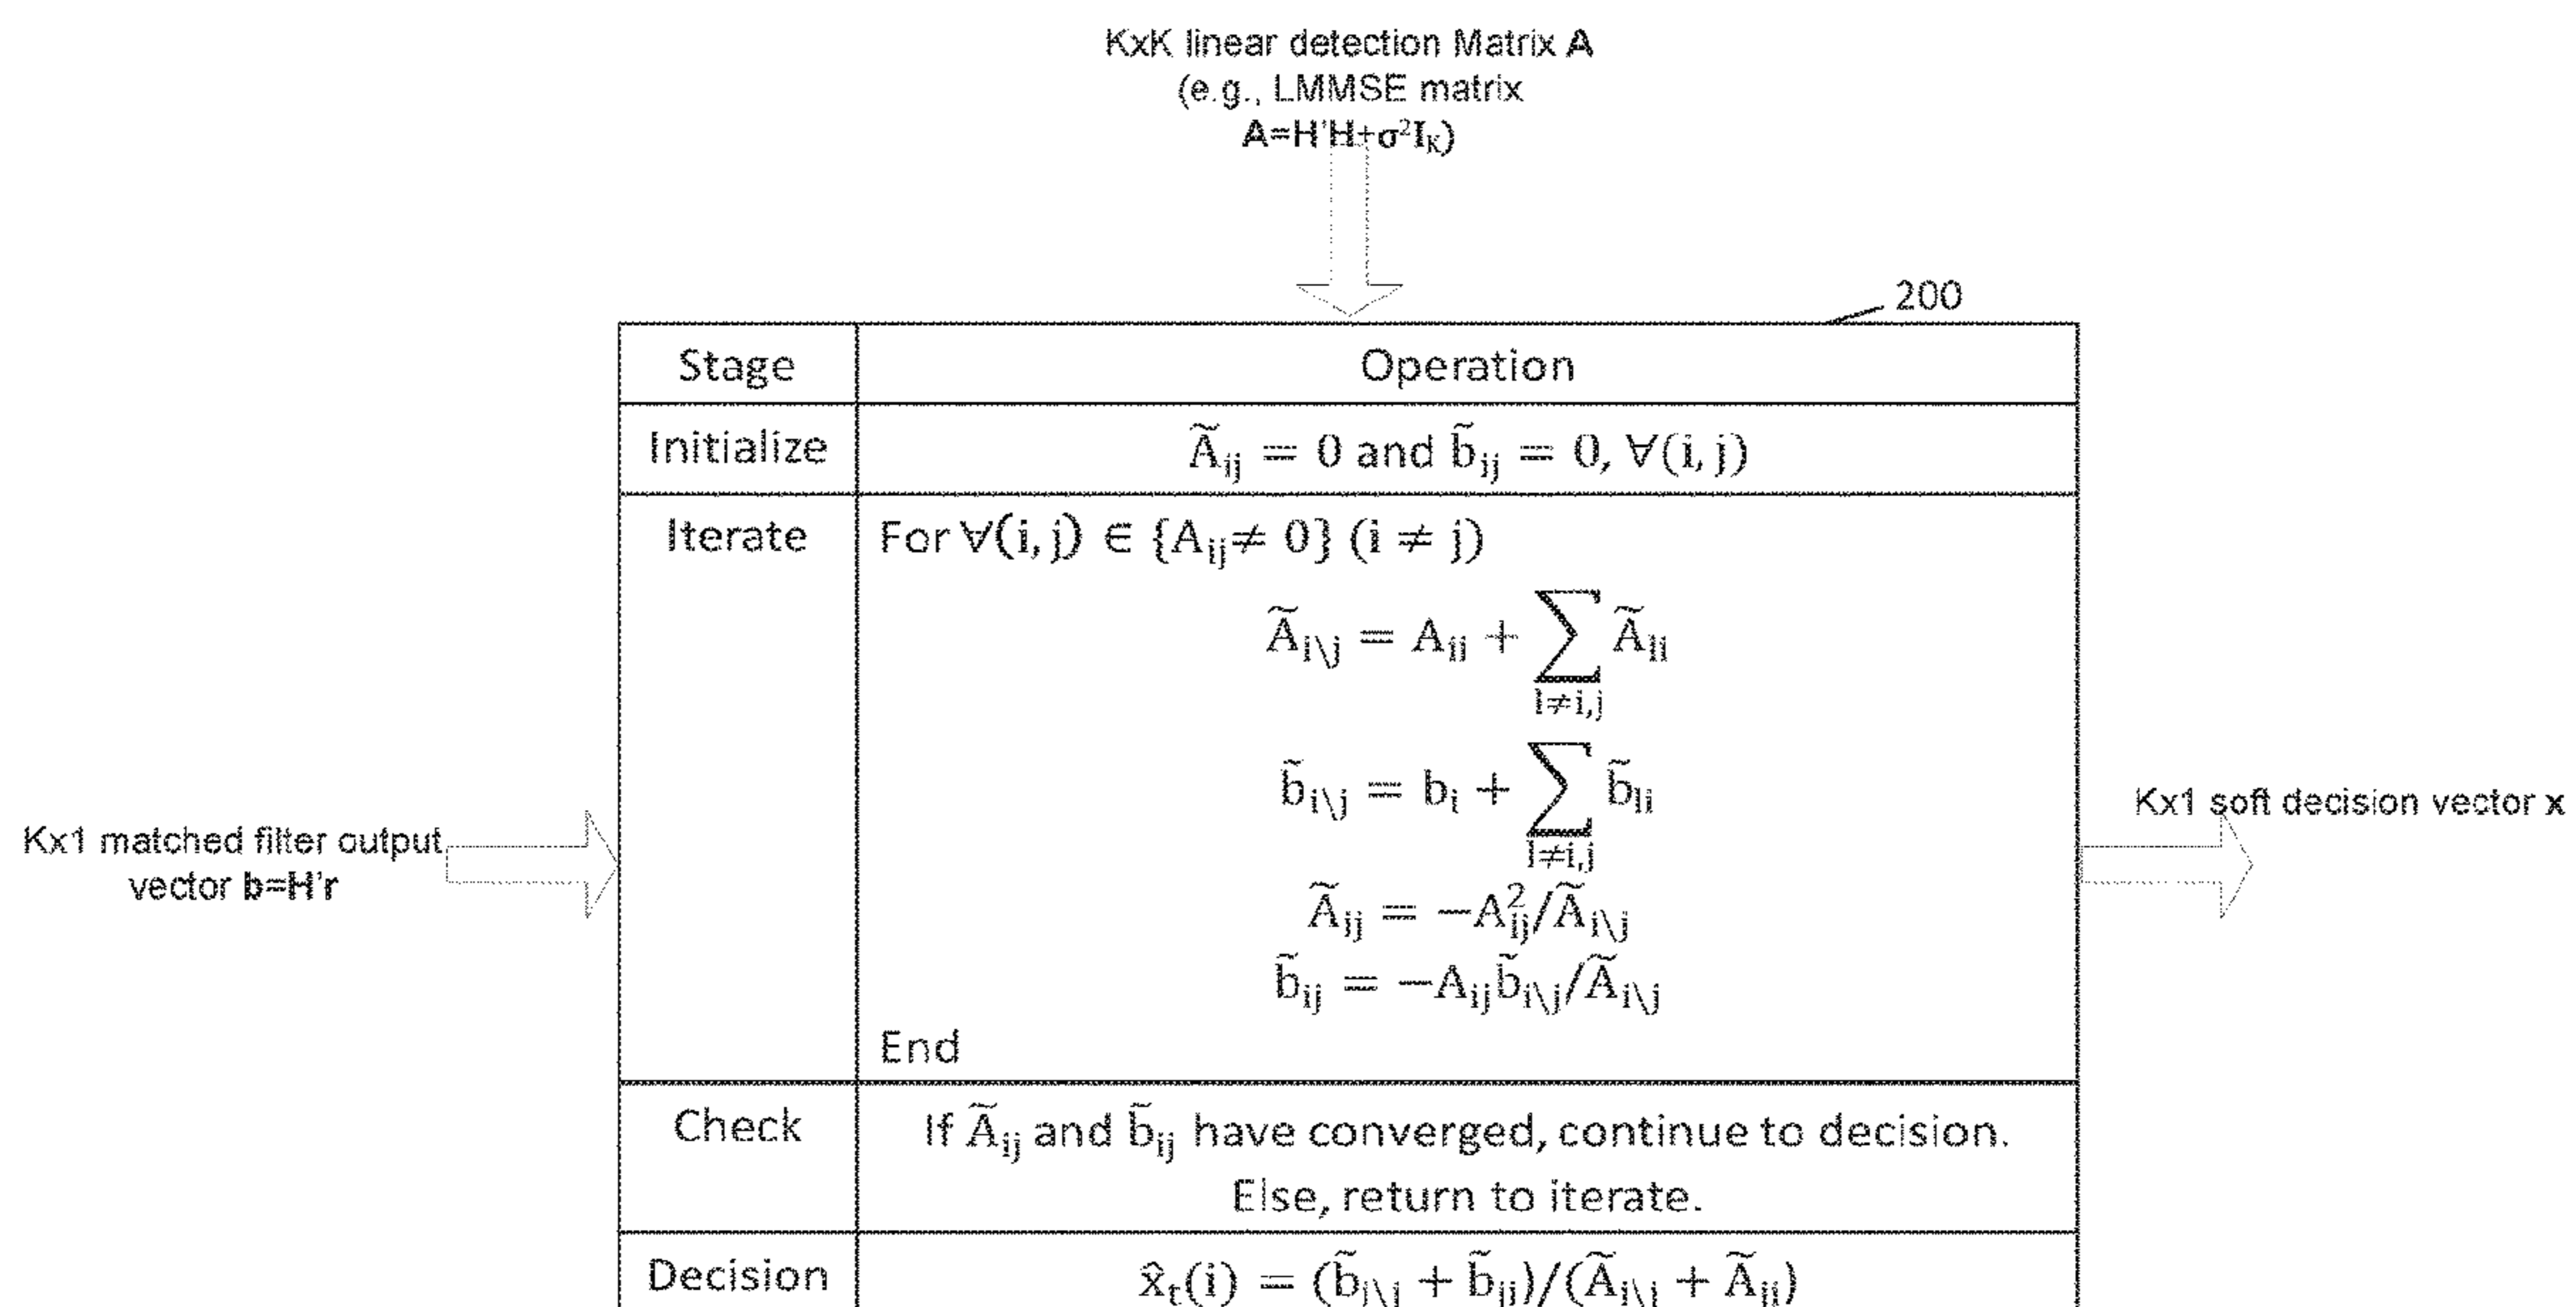 KxK linear detection Matrix A
(e.g., LMMSE matrix
A=H'H+σ²I_K)
200
Stage Operation
Initialize Ã_ij = 0 and b̃_ij = 0, ∀(i, j)
Iterate For ∀(i, j) ∈ {A_ij ≠ 0} (i ≠ j)
Ã_i\j = A_ii + ∑_{l≠i,j} Ã_li
b̃_i\j = b_i + ∑_{l≠i,j} b̃_li
Ã_ij = −A²_ij/Ã_i\j
b̃_ij = −A_ij b̃_i\j/Ã_i\j
End
Check If Ã_ij and b̃_ij have converged, continue to decision.
Else, return to iterate.
Decision x̂_t(i) = (b̃_i\j + b̃_ji)/(Ã_i\j + Ã_ji)
Kx1 matched filter output
vector b=H'r
Kx1 soft decision vector x